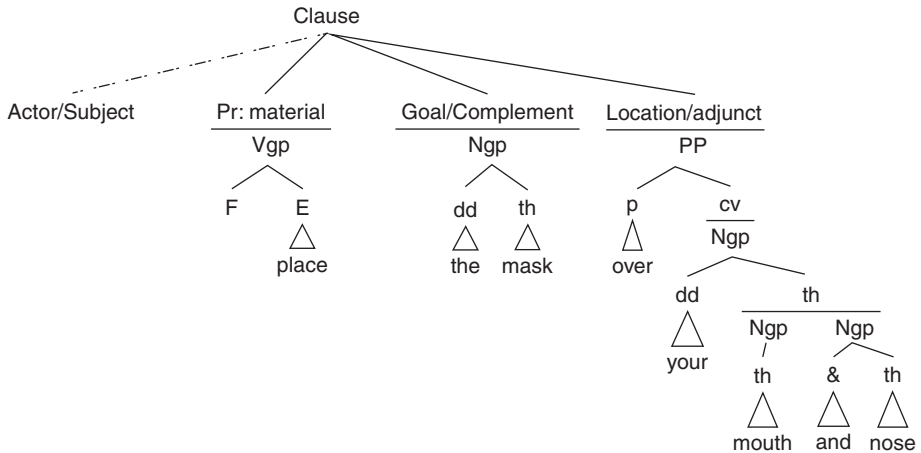 Clause
Actor/Subject Pr: material Goal/Complement Location/adjunct
Vgp Ngp PP
F E dd th p cv
place the mask over Ngp
dd th
your Ngp Ngp
th & th
mouth and nose